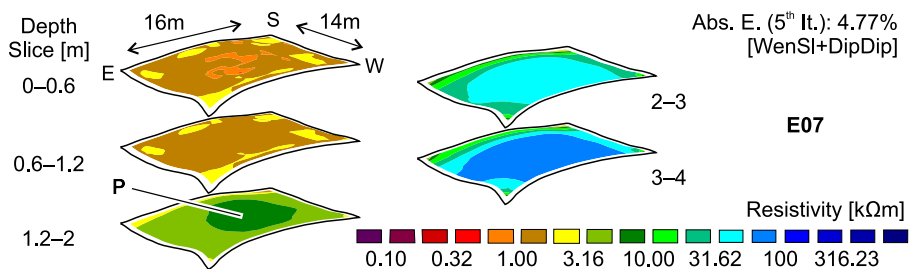 Depth
Slice [m]
16m
S
14m
Abs. E. (5th It.): 4.77%
[WenSl+DipDip]
E
W
0–0.6
2–3
E07
0.6–1.2
3–4
P
1.2–2
Resistivity [kΩm]
0.10 0.32 1.00 3.16 10.00 31.62 100 316.23